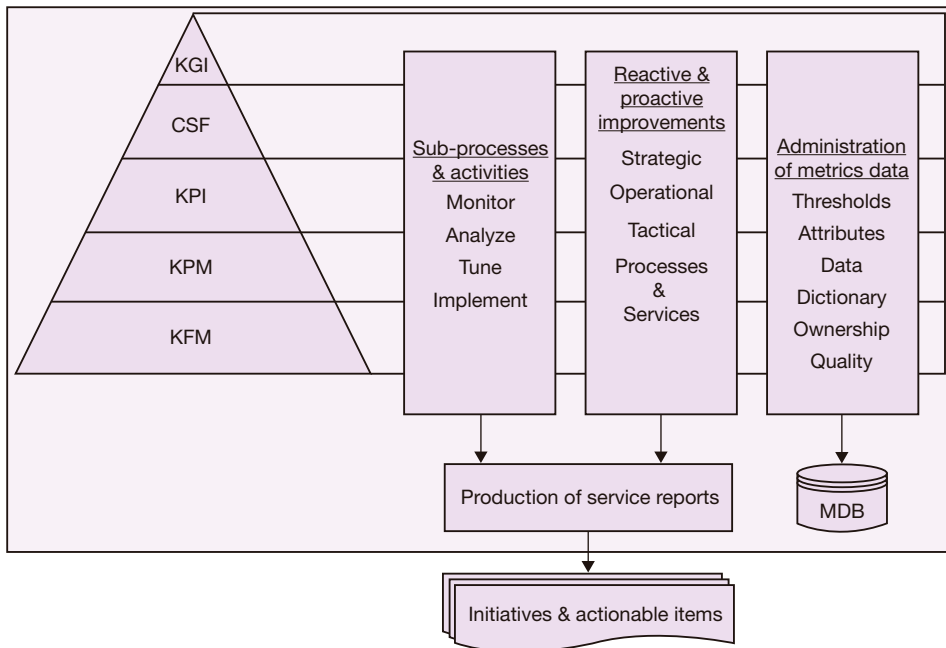 KGI
CSF
KPI
KPM
KFM
Sub-processes
& activities
Monitor
Analyze
Tune
Implement
Reactive &
proactive
improvements
Strategic
Operational
Tactical
Processes
&
Services
Administration
of metrics data
Thresholds
Attributes
Data
Dictionary
Ownership
Quality
Production of service reports
MDB
Initiatives & actionable items